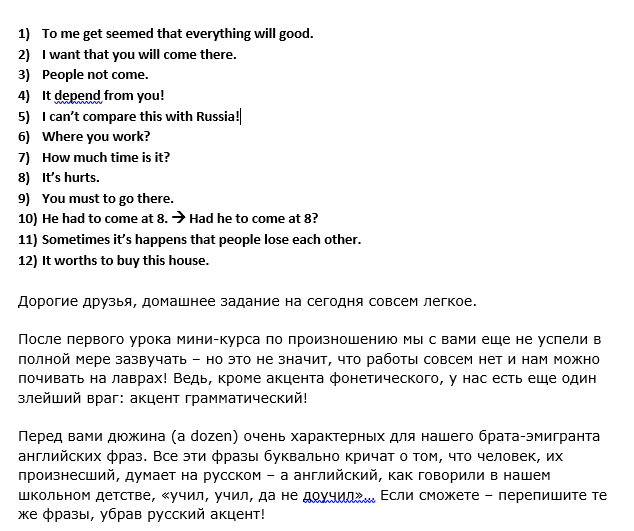 1) To me get seemed that everything will good.
2) I want that you will come there.
3) People not come.
4) It depend from you!
5) I can’t compare this with Russia!
6) Where you work?
7) How much time is it?
8) It’s hurts.
9) You must to go there.
10) He had to come at 8. → Had he to come at 8?
11) Sometimes it’s happens that people lose each other.
12) It worths to buy this house.
Дорогие друзья, домашнее задание на сегодня совсем легкое.
После первого урока мини-курса по произношению мы с вами еще не успели в
полной мере зазвучать – но это не значит, что работы совсем нет и нам можно
почивать на лаврах! Ведь, кроме акцента фонетического, у нас есть еще один
злейший враг: акцент грамматический!
Перед вами дюжина (a dozen) очень характерных для нашего брата-эмигранта
английских фраз. Все эти фразы буквально кричат о том, что человек, их
произнесший, думает на русском – а английский, как говорили в нашем
школьном детстве, «учил, учил, да не доучил»… Если сможете – перепишите те
же фразы, убрав русский акцент!